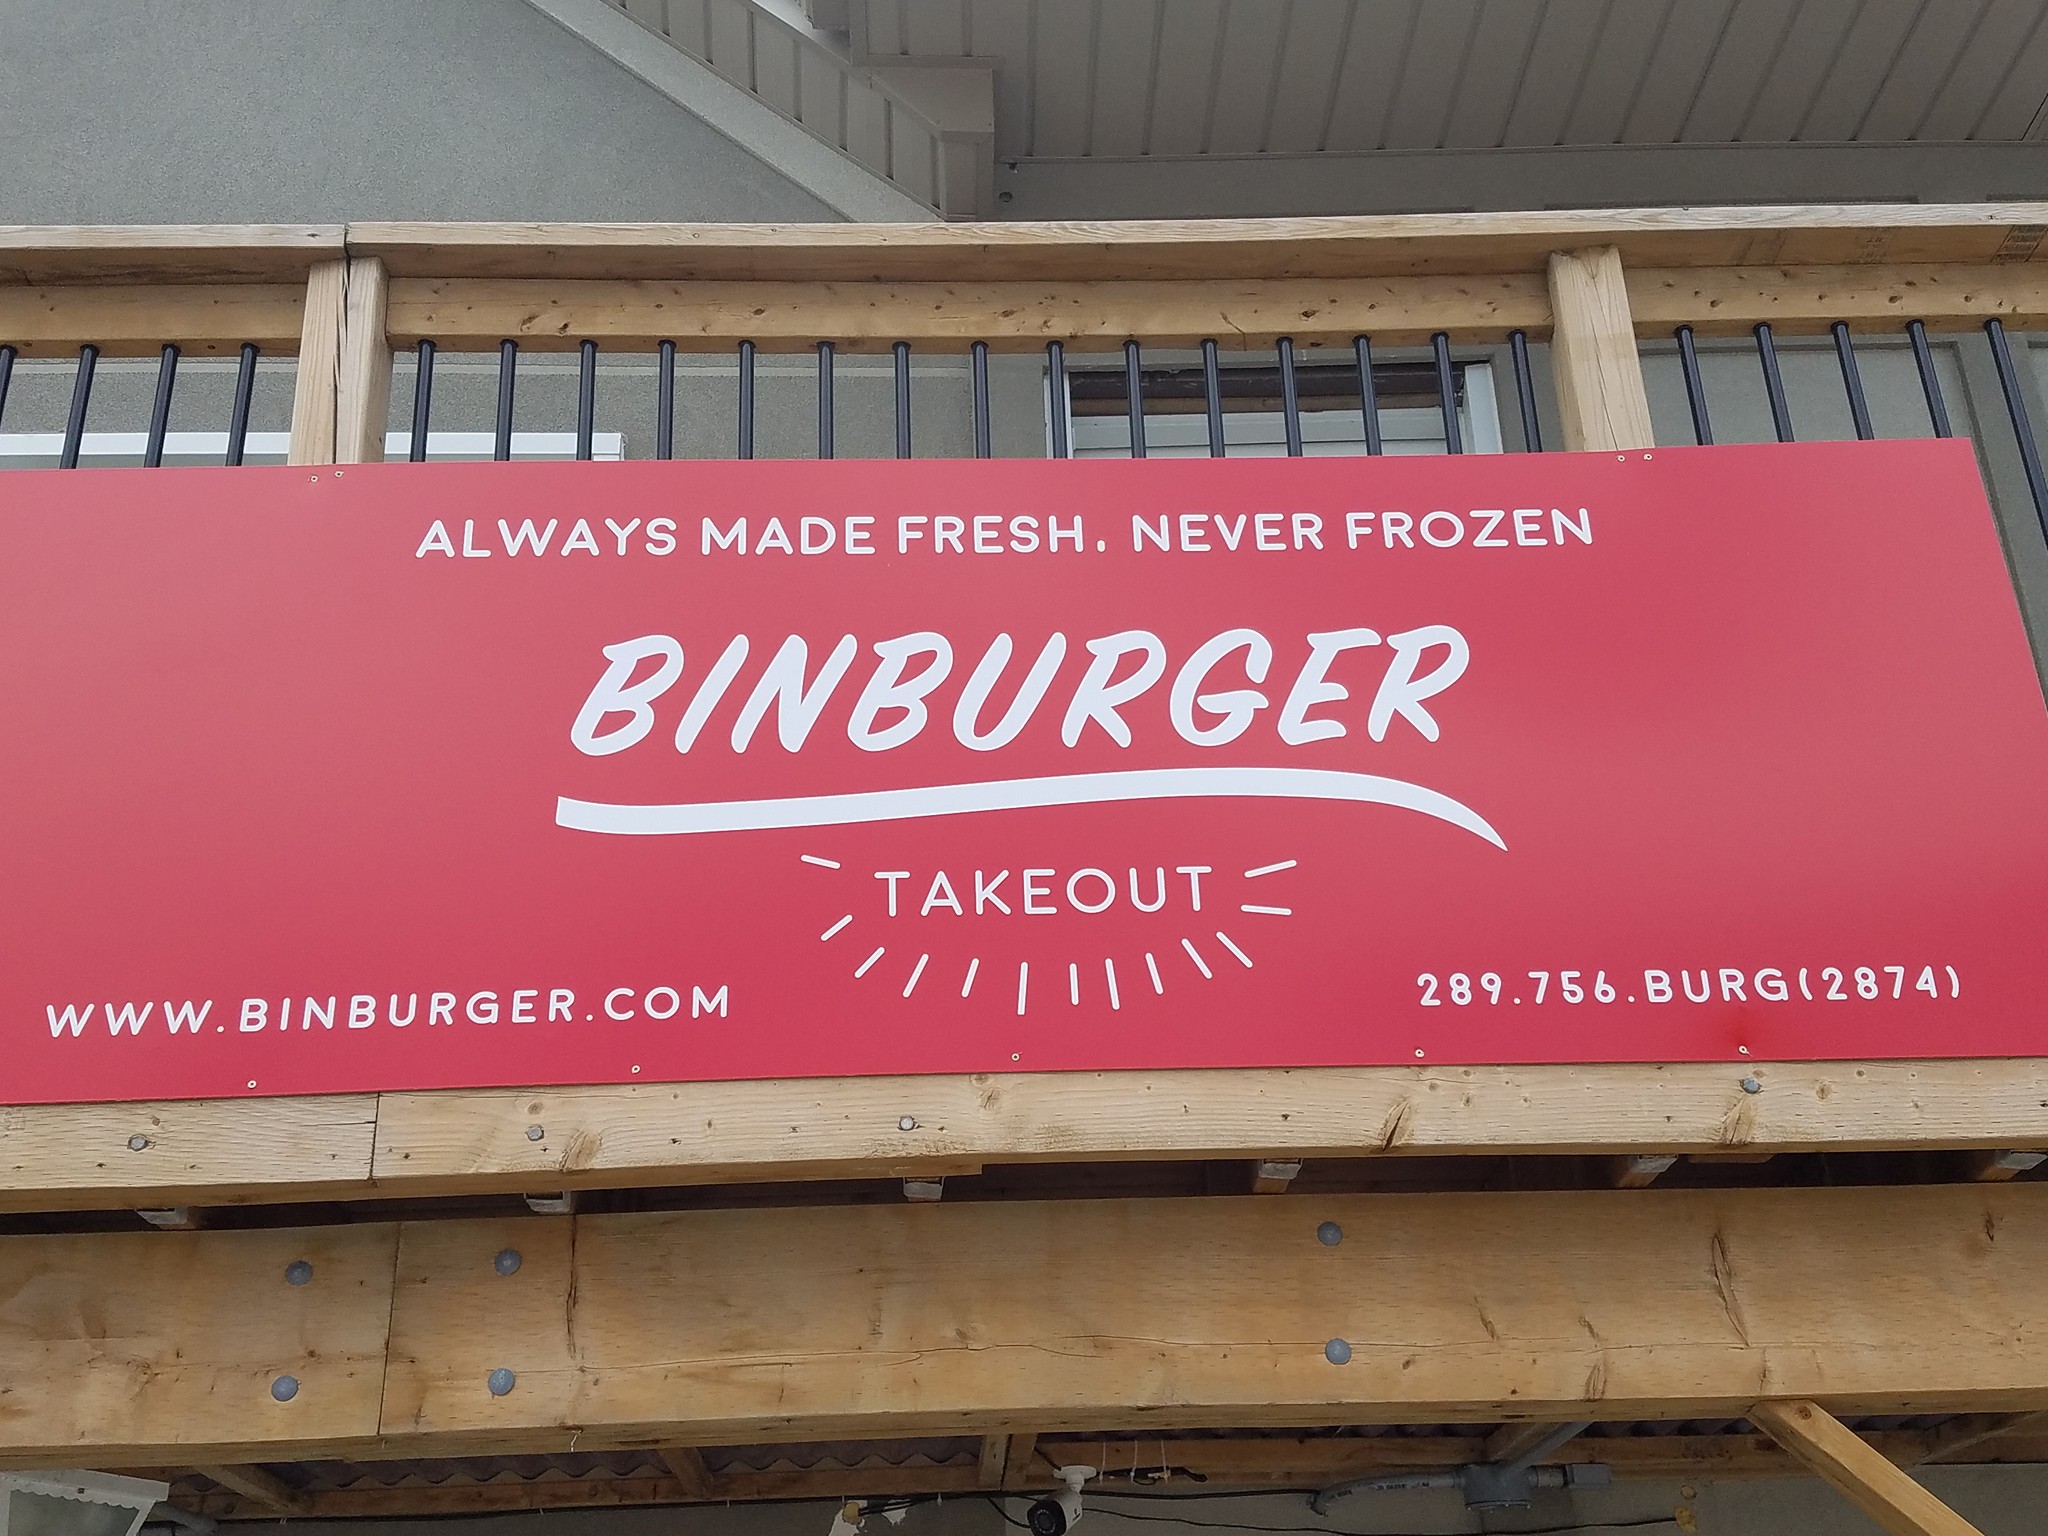 ALWAYS MADE FRESH. NEVER FROZEN
BINBURGER
TAKEOUT
WWW.BINBURGER.COM
289.756.BURG(2874)